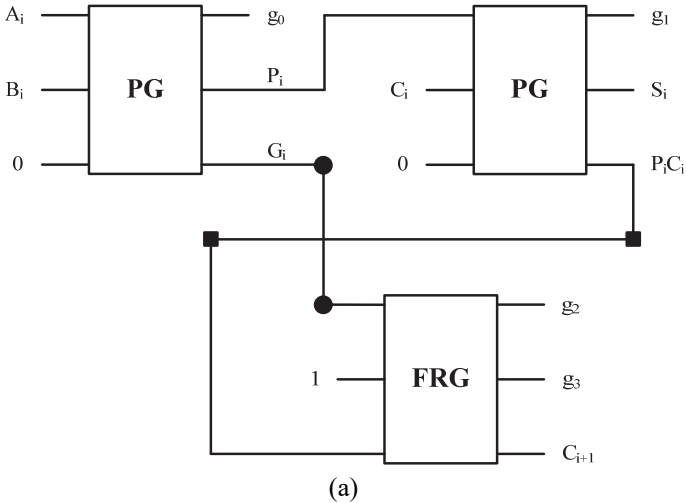 Aᵢ g₀ g₁
PG Pᵢ PG
Bᵢ Cᵢ Sᵢ
0 Gᵢ 0 PᵢCᵢ
g₂
1 FRG g₃
Cᵢ₊₁
(a)